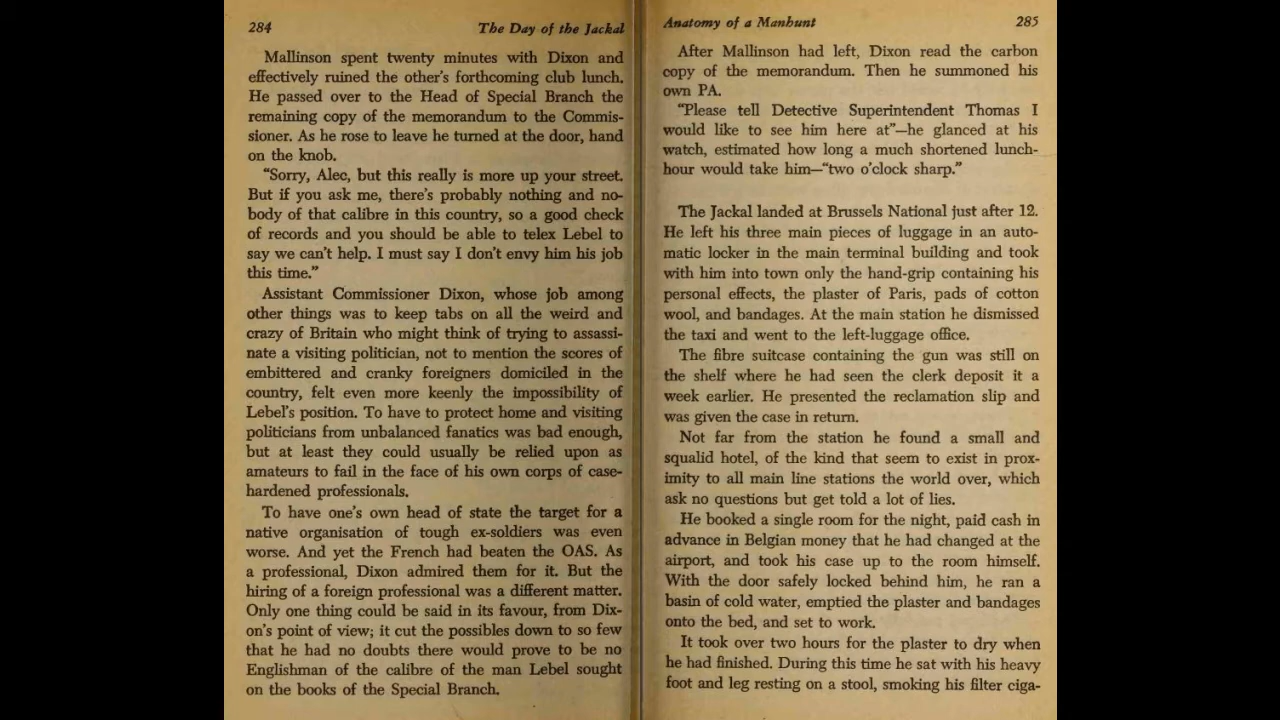 284
The Day of the Jackal
Mallinson spent twenty minutes with Dixon and
effectively ruined the other's forthcoming club lunch.
He passed over to the Head of Special Branch the
remaining copy of the memorandum to the Commis-
sioner. As he rose to leave he turned at the door, hand
on the knob.
“Sorry, Alec, but this really is more up your street.
But if you ask me, there's probably nothing and no-
body of that calibre in this country, so a good check
of records and you should be able to telex Lebel to
say we can't help. I must say I don't envy him his job
this time.”
Assistant Commissioner Dixon, whose job among
other things was to keep tabs on all the weird and
crazy of Britain who might think of trying to assassi-
nate a visiting politician, not to mention the scores of
embittered and cranky foreigners domiciled in the
country, felt even more keenly the impossibility of
Lebel's position. To have to protect home and visiting
politicians from unbalanced fanatics was bad enough,
but at least they could usually be relied upon as
amateurs to fail in the face of his own corps of case-
hardened professionals.
To have one's own head of state the target for a
native organisation of tough ex-soldiers was even
worse. And yet the French had beaten the OAS. As
a professional, Dixon admired them for it. But the
hiring of a foreign professional was a different matter.
Only one thing could be said in its favour, from Dix-
on's point of view; it cut the possibles down to so few
that he had no doubts there would prove to be no
Englishman of the calibre of the man Lebel sought
on the books of the Special Branch.
Anatomy of a Manhunt
285
After Mallinson had left, Dixon read the carbon
copy of the memorandum. Then he summoned his
own PA.
“Please tell Detective Superintendent Thomas I
would like to see him here at”—he glanced at his
watch, estimated how long a much shortened lunch-
hour would take him—“two o'clock sharp.”
The Jackal landed at Brussels National just after 12.
He left his three main pieces of luggage in an auto-
matic locker in the main terminal building and took
with him into town only the hand-grip containing his
personal effects, the plaster of Paris, pads of cotton
wool, and bandages. At the main station he dismissed
the taxi and went to the left-luggage office.
The fibre suitcase containing the gun was still on
the shelf where he had seen the clerk deposit it a
week earlier. He presented the reclamation slip and
was given the case in return.
Not far from the station he found a small and
squalid hotel, of the kind that seem to exist in prox-
imity to all main line stations the world over, which
ask no questions but get told a lot of lies.
He booked a single room for the night, paid cash in
advance in Belgian money that he had changed at the
airport, and took his case up to the room himself.
With the door safely locked behind him, he ran a
basin of cold water, emptied the plaster and bandages
onto the bed, and set to work.
It took over two hours for the plaster to dry when
he had finished. During this time he sat with his heavy
foot and leg resting on a stool, smoking his filter ciga-